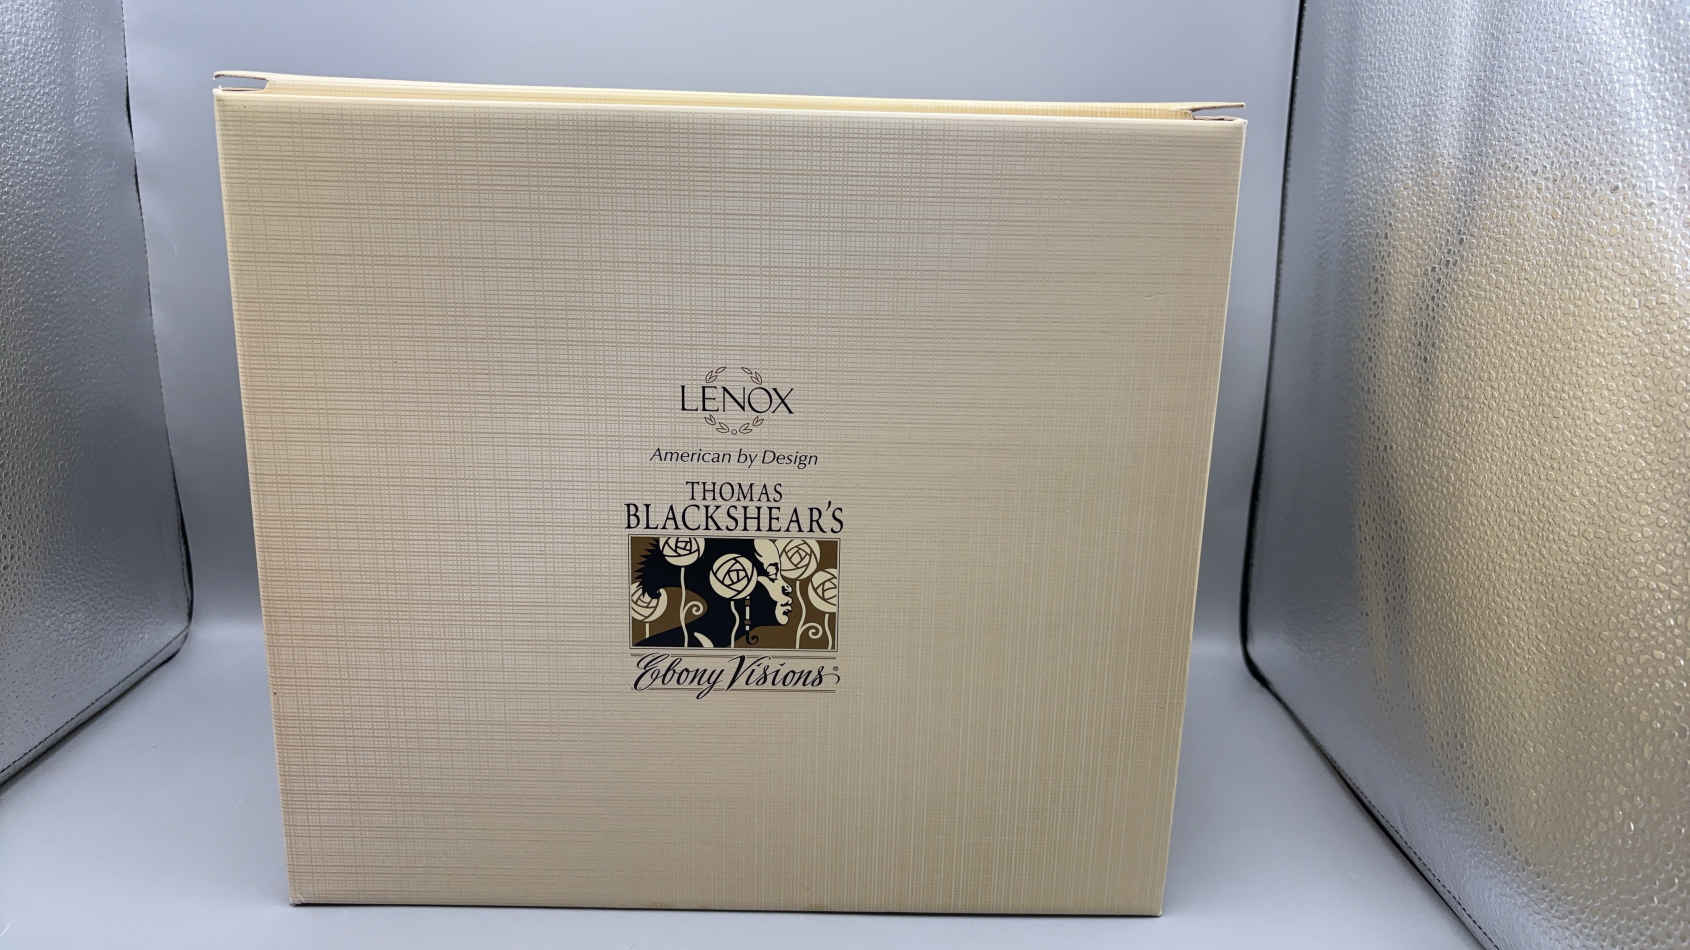 LENOX
American by Design
THOMAS
BLACKSHEAR'S
Ebony Visions®